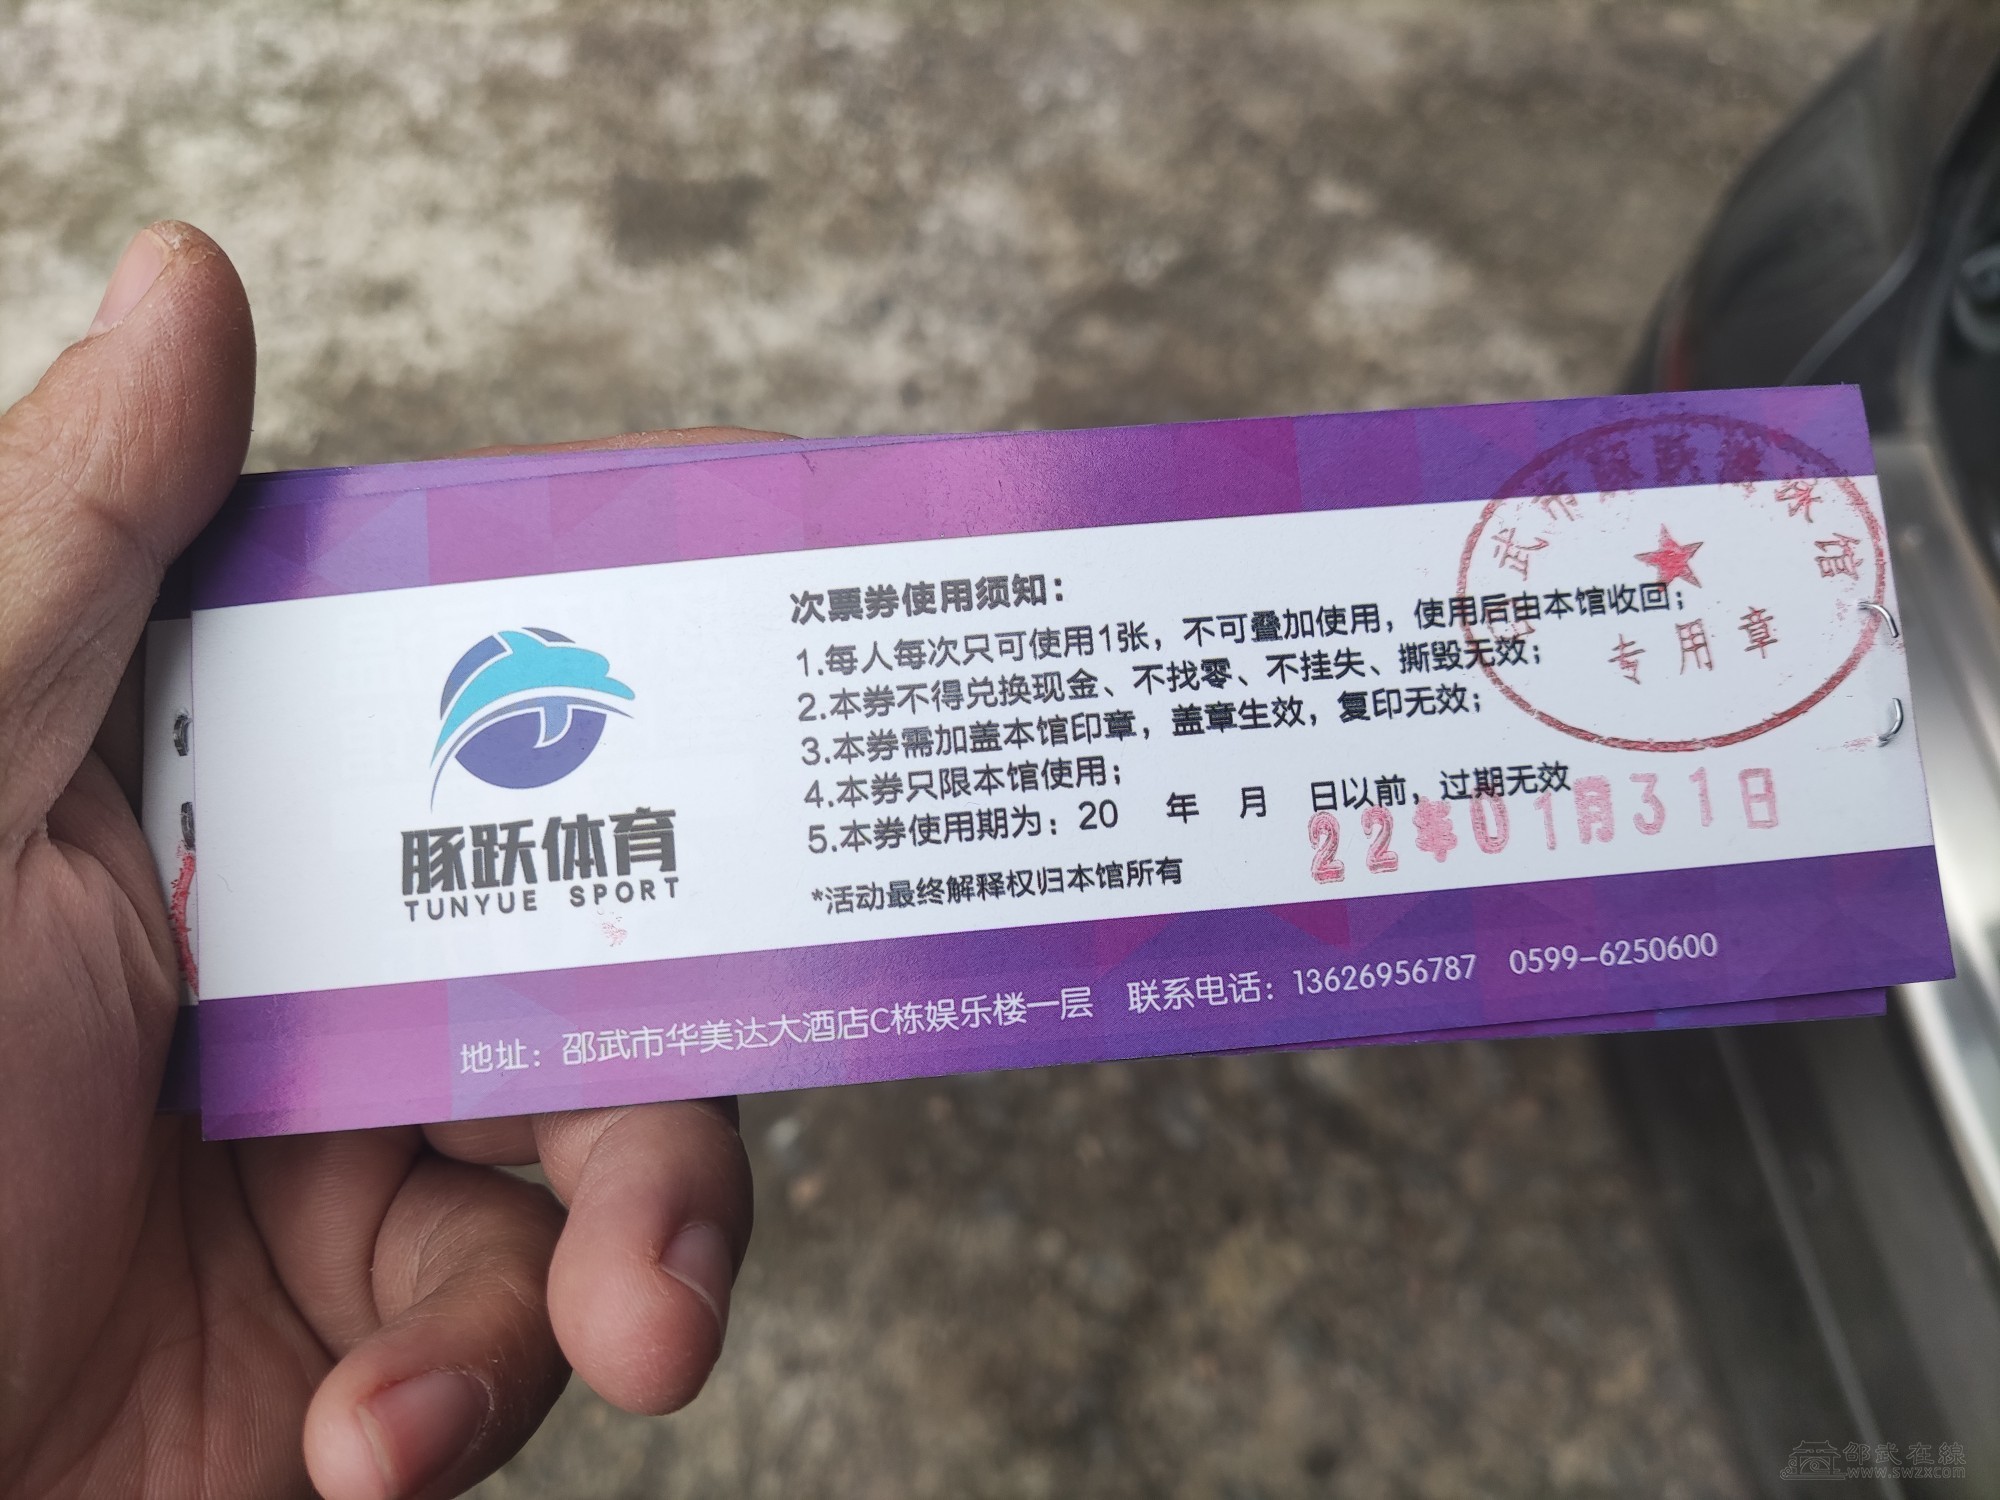 豚跃体育
TUNYUE SPORT
次票券使用须知：
1.每人每次只可使用1张，不可叠加使用，使用后由本馆收回；
2.本券不得兑换现金、不找零、不挂失、撕毁无效；
3.本券需加盖本馆印章，盖章生效，复印无效；
4.本券只限本馆使用；
5.本券使用期为：20 年 月 日以前，过期无效
22年01月31日
*活动最终解释权归本馆所有
武市 馆
专用章
地址：邵武市华美达大酒店C栋娱乐楼一层 联系电话：13626956787 0599-6250600
邵武在線
www.swzx.com